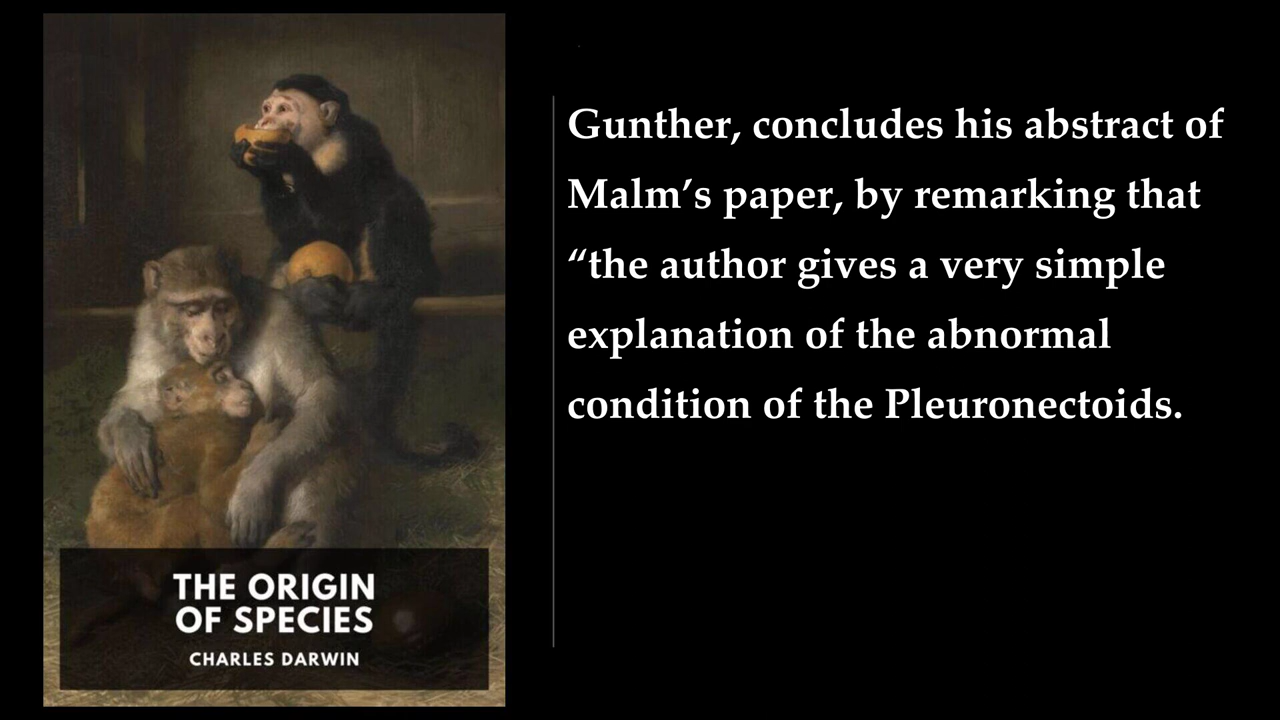 THE ORIGIN
OF SPECIES
CHARLES DARWIN
Gunther, concludes his abstract of
Malm’s paper, by remarking that
“the author gives a very simple
explanation of the abnormal
condition of the Pleuronectoids.